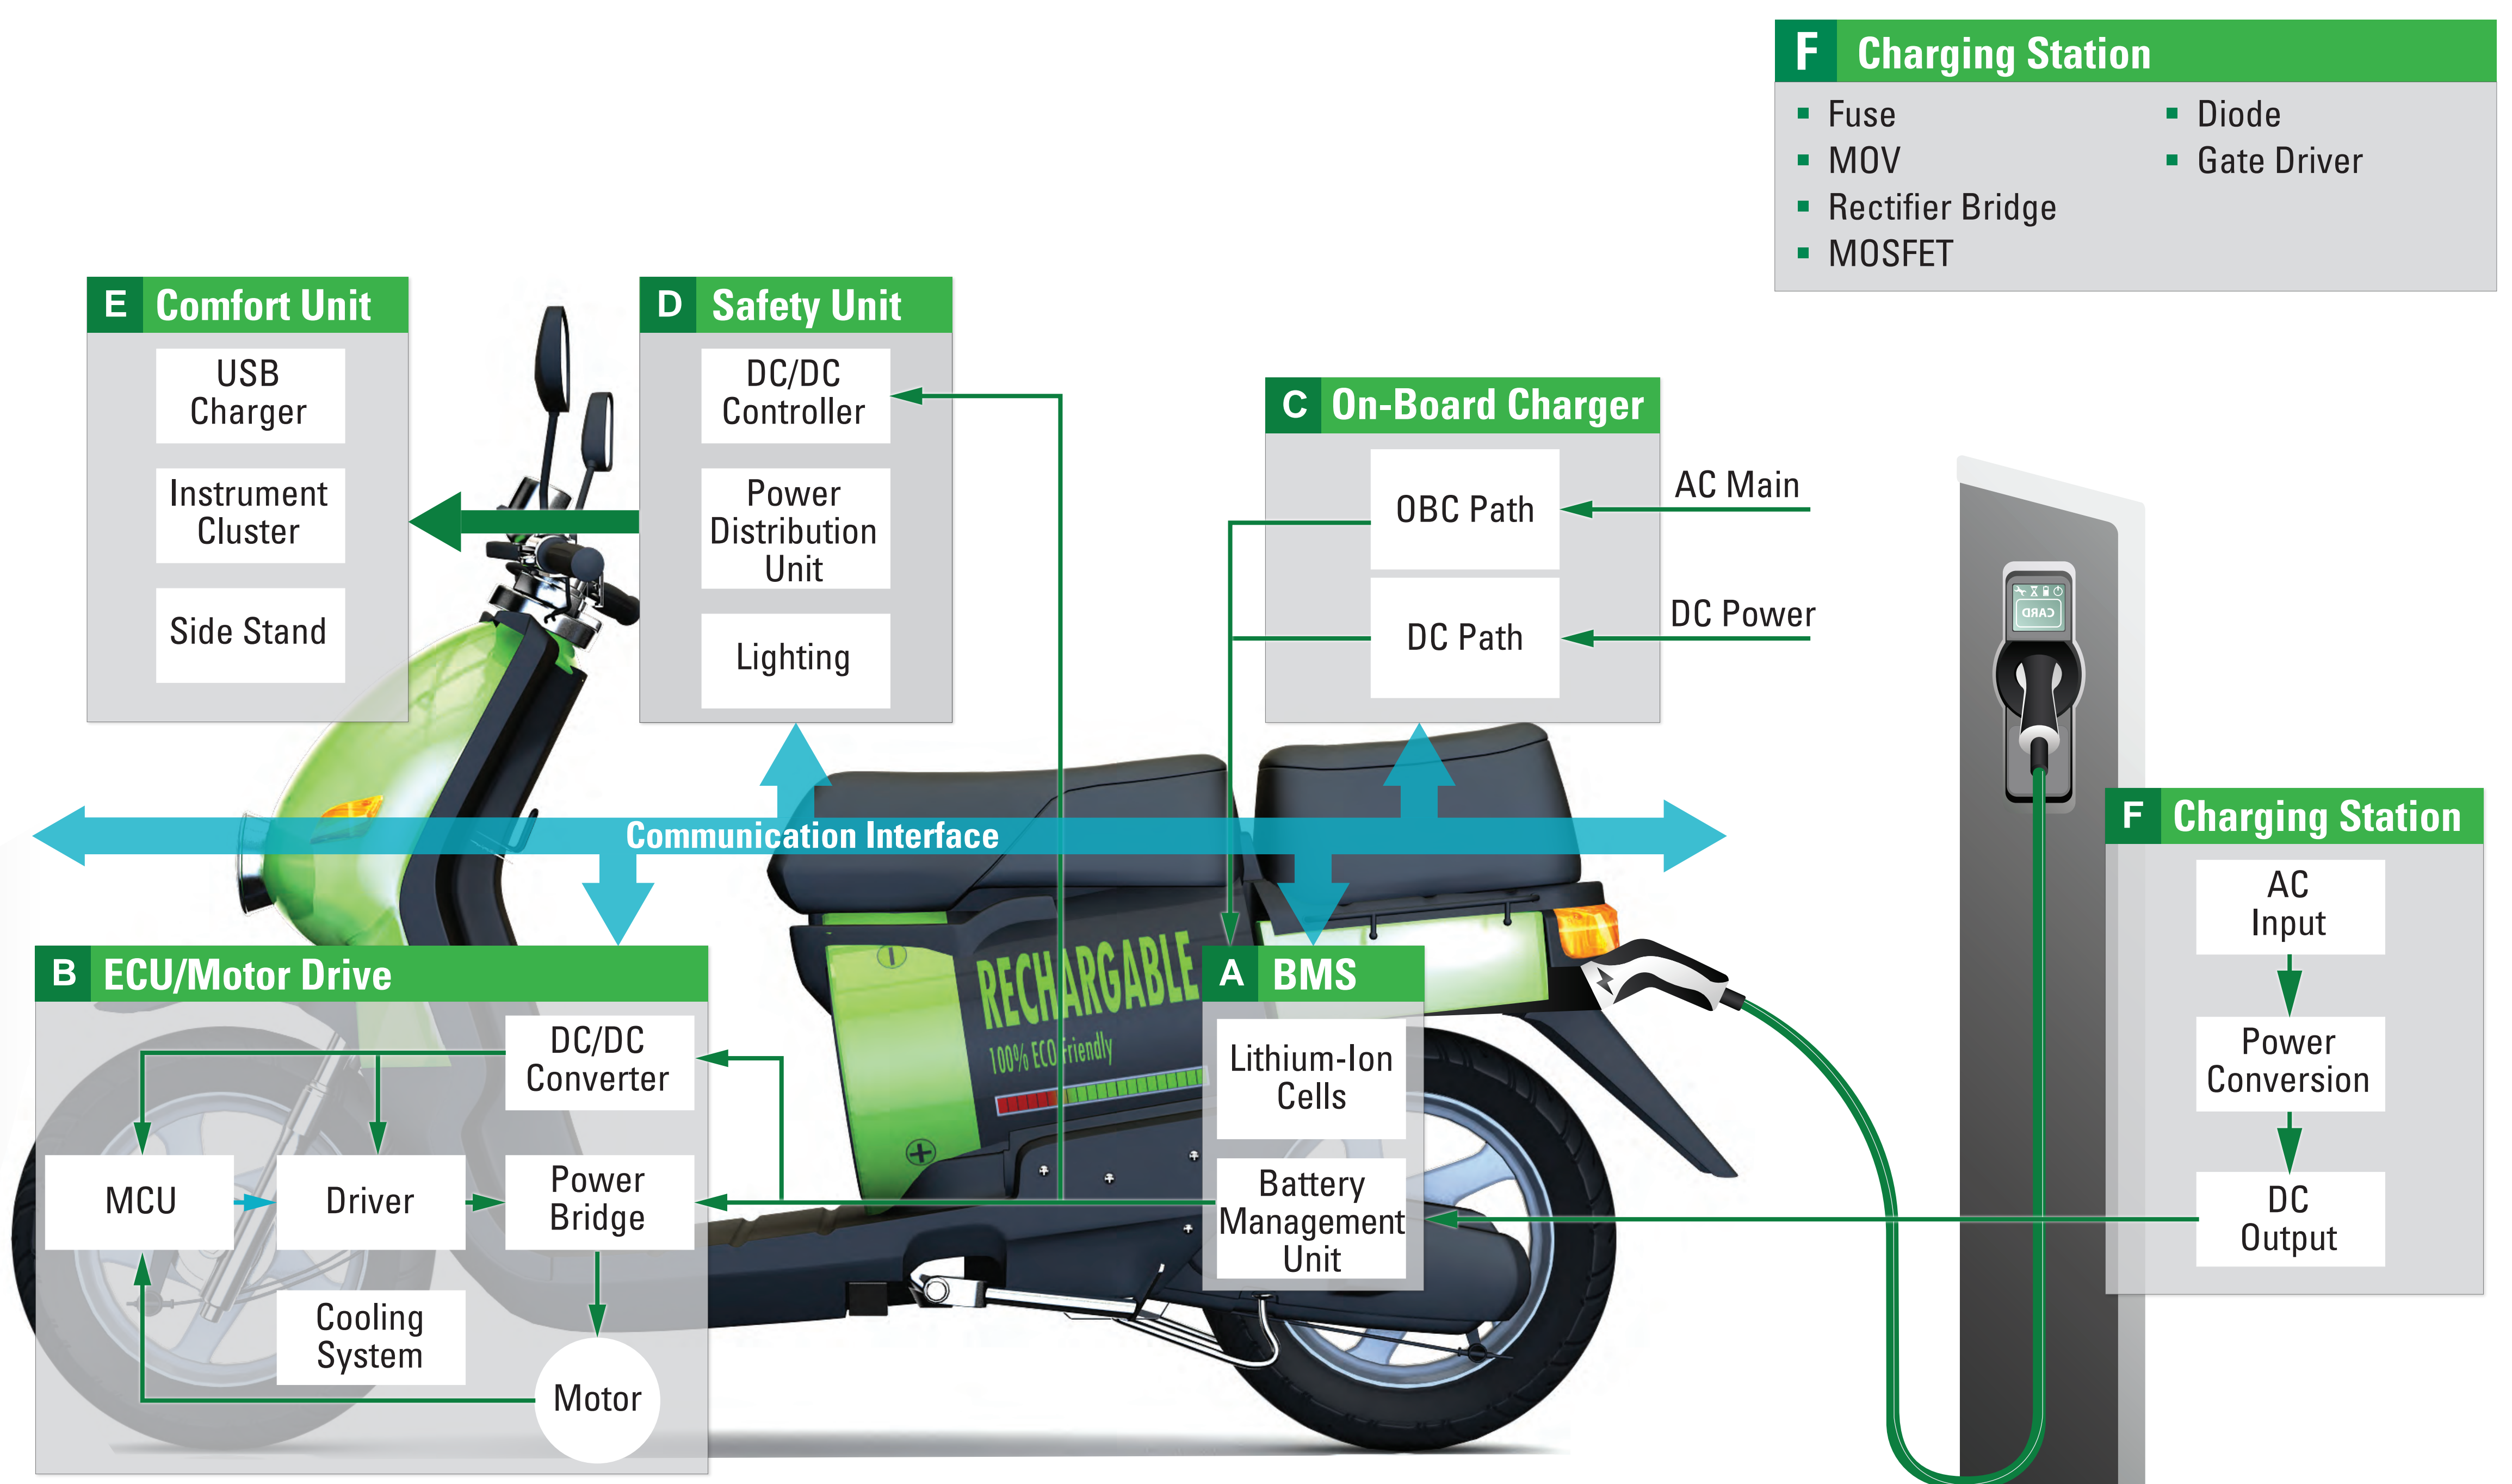 F Charging Station
Fuse
MOV
Rectifier Bridge
MOSFET
Diode
Gate Driver
E Comfort Unit
USB
Charger
Instrument
Cluster
Side Stand
D Safety Unit
DC/DC
Controller
Power
Distribution
Unit
Lighting
C On-Board Charger
OBC Path
AC Main
DC Path
DC Power
CARD
Communication Interface
F Charging Station
AC
Input
Power
Conversion
DC
Output
B ECU/Motor Drive
DC/DC
Converter
MCU
Driver
Power
Bridge
Cooling
System
Motor
RECHARGABLE
100% ECO friendly
A BMS
Lithium-Ion
Cells
Battery
Management
Unit